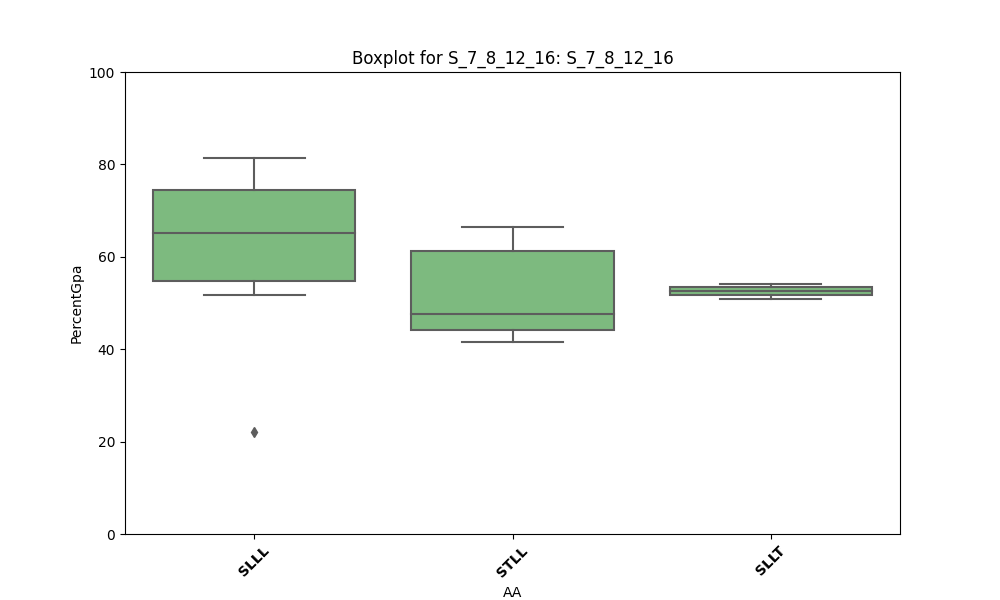 Boxplot for S_7_8_12_16: S_7_8_12_16
100
80
60
40
20
0
PercentGpa
SLLL
STLL
SLLT
AA